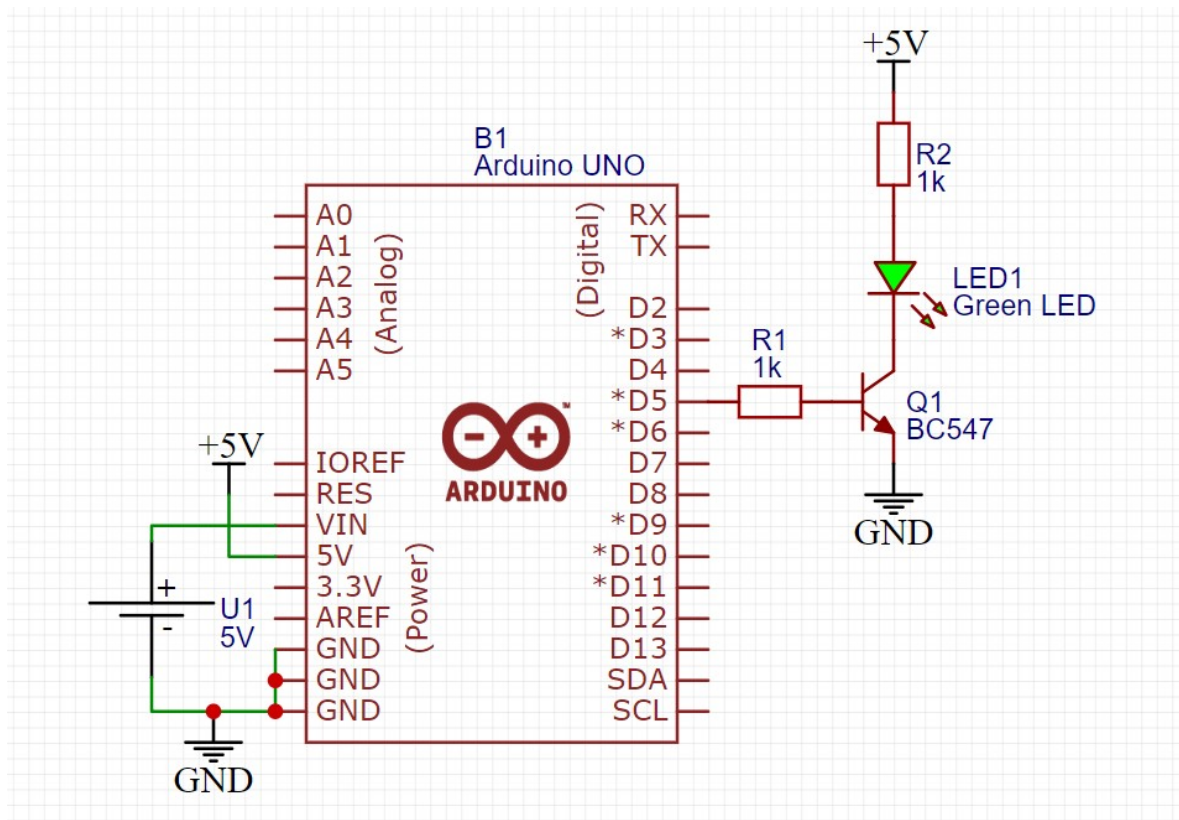 +5V
R2
1k
LED1
Green LED
B1
Arduino UNO
A0
A1
A2
A3
A4
A5
(Analog)
(Digital)
RX
TX
D2
*D3
D4
*D5
*D6
D7
D8
*D9
*D10
*D11
D12
D13
SDA
SCL
R1
1k
Q1
BC547
GND
ARDUINO
™
+5V
IOREF
RES
VIN
5V
3.3V
AREF
GND
GND
GND
(Power)
+
-
U1
5V
GND